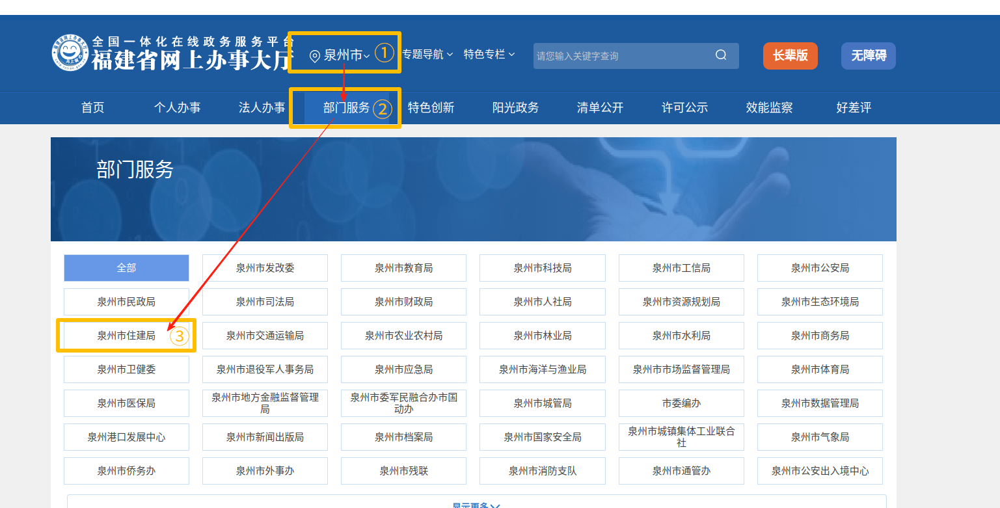 全国一体化在线政务服务平台
福建省网上办事大厅
泉州市 ①
专题导航
特色专栏
请您输入关键字查询
长辈版
无障碍
首页
个人办事
法人办事
部门服务 ②
特色创新
阳光政务
清单公开
许可公示
效能监察
好差评
部门服务
全部
泉州市发改委
泉州市教育局
泉州市科技局
泉州市工信局
泉州市公安局
泉州市民政局
泉州市司法局
泉州市财政局
泉州市人社局
泉州市资源规划局
泉州市生态环境局
泉州市住建局 ③
泉州市交通运输局
泉州市农业农村局
泉州市林业局
泉州市水利局
泉州市商务局
泉州市卫健委
泉州市退役军人事务局
泉州市应急局
泉州市海洋与渔业局
泉州市市场监督管理局
泉州市体育局
泉州市医保局
泉州市地方金融监督管理
局
泉州市委军民融合办市国
动办
泉州市城管局
市委编办
泉州市数据管理局
泉州港口发展中心
泉州市新闻出版局
泉州市档案局
泉州市国家安全局
泉州市城镇集体工业联合
社
泉州市气象局
泉州市侨务办
泉州市外事办
泉州市残联
泉州市消防支队
泉州市通管办
泉州市公安出入境中心
显示更多